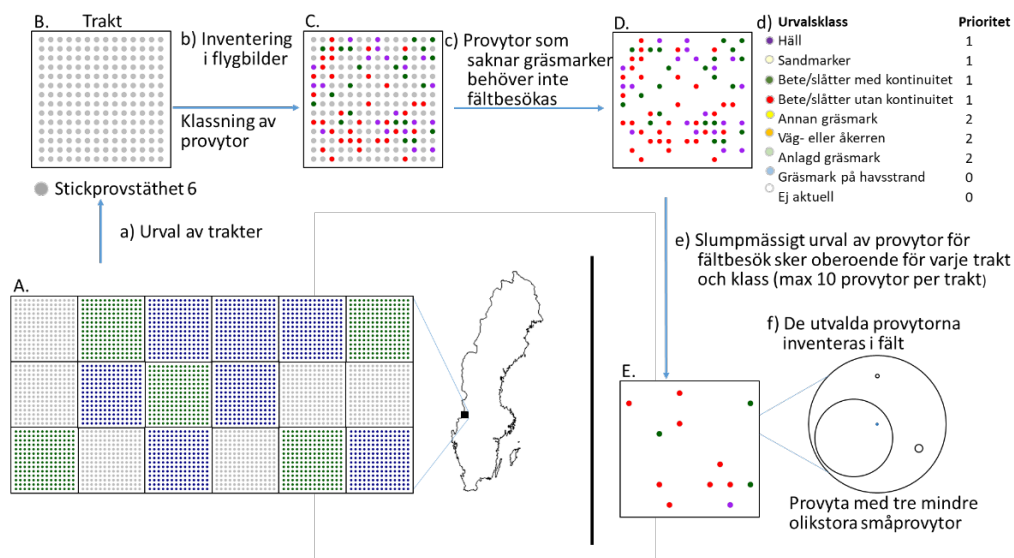 B.
Trakt
b) Inventering
i flygbilder
Klassning av
provytor
C.
c) Provytor som
saknar gräsmarker
behöver inte
fältbesökas
D.
d) Urvalsklass Prioritet
Häll 1
Sandmarker 1
Bete/slåtter med kontinuitet 1
Bete/slåtter utan kontinuitet 1
Annan gräsmark 2
Väg- eller åkerren 2
Anlagd gräsmark 2
Gräsmark på havsstrand 0
Ej aktuell 0
Stickprovstäthet 6
a) Urval av trakter
A.
e) Slumpmässigt urval av provytor för
fältbesök sker oberoende för varje trakt
och klass (max 10 provytor per trakt)
f) De utvalda provytorna
inventeras i fält
E.
Provyta med tre mindre
olikstora småprovytor